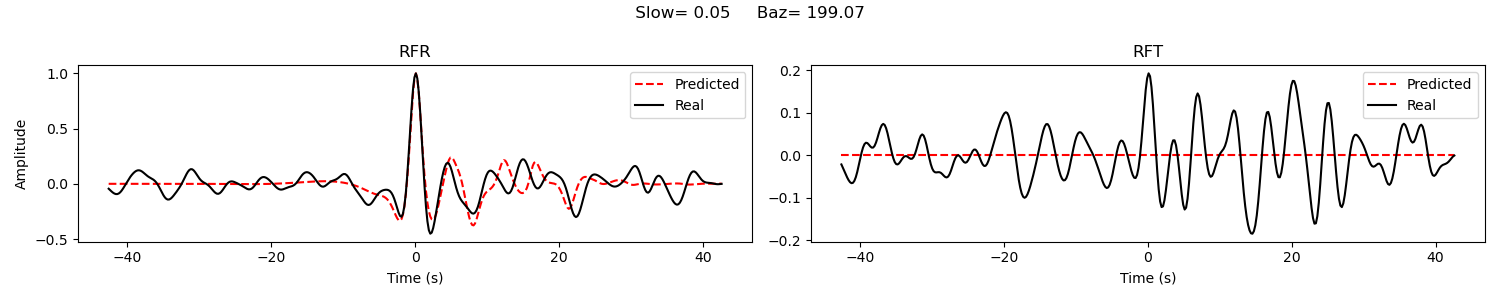 Slow= 0.05     Baz= 199.07
RFR
RFT
Amplitude
1.0
0.5
0.0
−0.5
Predicted
Real
−40
−20
0
20
40
Time (s)
0.2
0.1
0.0
−0.1
−0.2
Predicted
Real
−40
−20
0
20
40
Time (s)